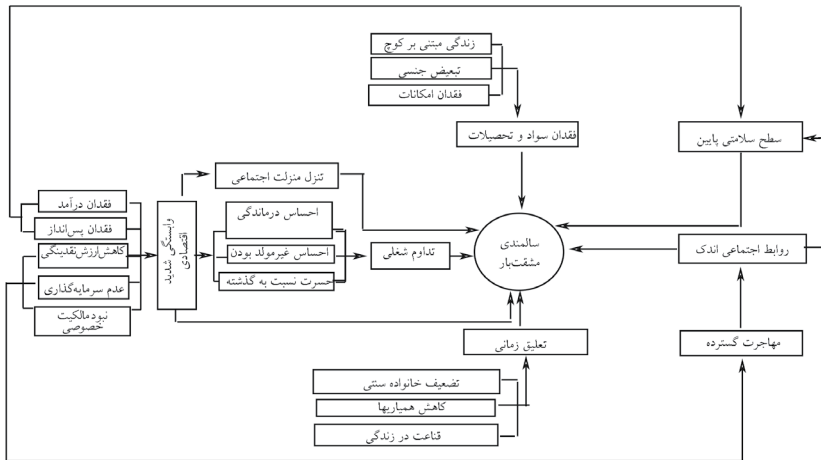 زندگی مبتنی بر کوچ
تبعیض جنسی
فقدان امکانات
فقدان سواد و تحصیلات
سطح سلامتی پایین
تنزل منزلت اجتماعی
فقدان درآمد
فقدان پس‌انداز
کاهش‌ارزش‌نقدینگی
عدم سرمایه‌گذاری
نبودمالکیت
خصوصی
وابستگی شدید
اقتصادی
احساس درماندگی
احساس غیرمولد بودن
حسرت نسبت به گذشته
تداوم شغلی
سالمندی
مشقت‌بار
روابط اجتماعی اندک
مهاجرت گسترده
تعلیق زمانی
تضعیف خانواده سنتی
کاهش همیاریها
قناعت در زندگی